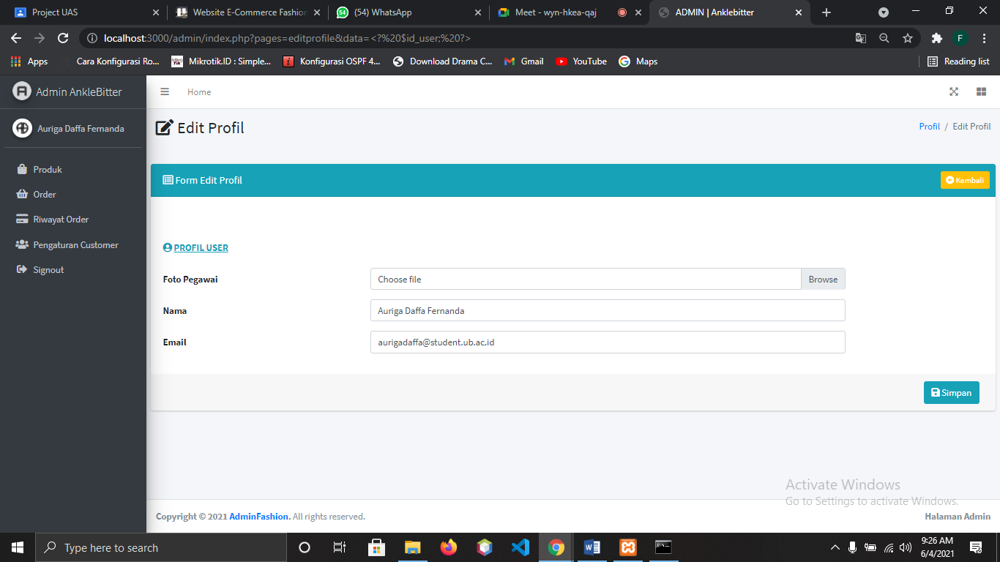 Project UAS
Website E-Commerce Fashion
(54) WhatsApp
Meet - wyn-hkea-qaj
ADMIN | Anklebitter
localhost:3000/admin/index.php?pages=editprofile&data=<?%20$id_user;%20?>
F
Apps
Cara Konfigurasi Ro...
Mikrotik.ID : Simple...
Konfigurasi OSPF 4...
Download Drama C...
Gmail
YouTube
Maps
Reading list
Admin AnkleBitter
Home
Auriga Daffa Fernanda
Edit Profil
Profil / Edit Profil
Produk
Order
Riwayat Order
Pengaturan Customer
Signout
Form Edit Profil
Kembali
PROFIL USER
Foto Pegawai
Choose file
Browse
Nama
Auriga Daffa Fernanda
Email
aurigadaffa@student.ub.ac.id
Simpan
Activate Windows
Go to Settings to activate Windows.
Copyright © 2021 AdminFashion. All rights reserved.
Halaman Admin
Type here to search
9:26 AM
6/4/2021